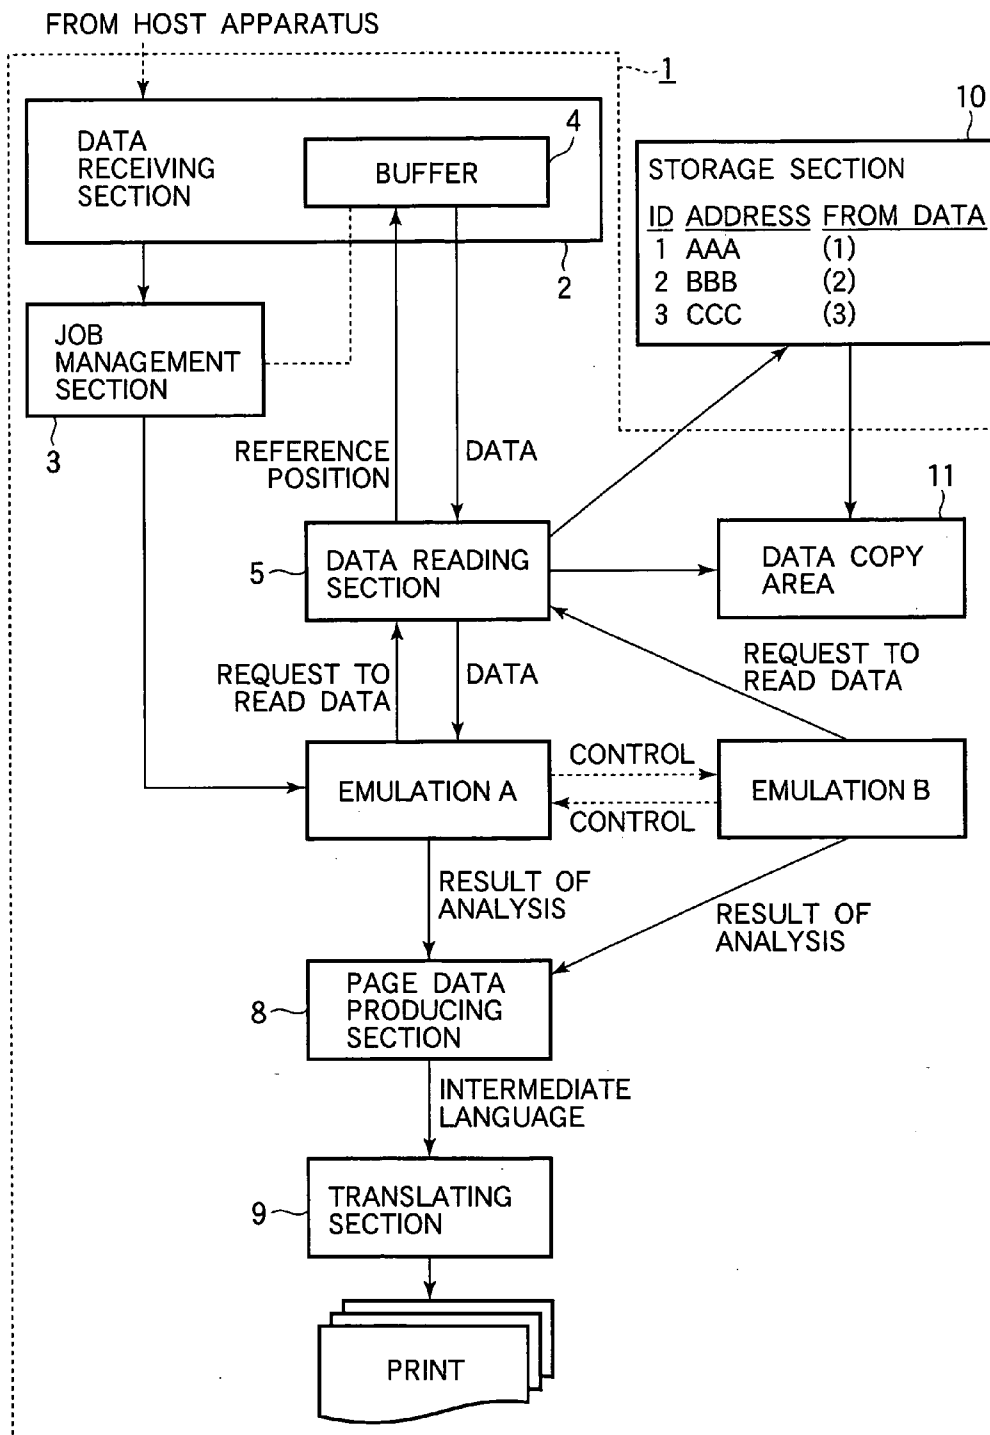 FROM HOST APPARATUS
1
10
DATA
RECEIVING
SECTION
4
BUFFER
2
STORAGE SECTION
ID ADDRESS FROM DATA
1 AAA (1)
2 BBB (2)
3 CCC (3)
JOB
MANAGEMENT
SECTION
3
REFERENCE
POSITION
DATA
11
5
DATA READING
SECTION
DATA COPY
AREA
REQUEST TO
READ DATA
DATA
REQUEST TO
READ DATA
EMULATION A
CONTROL
CONTROL
EMULATION B
RESULT OF
ANALYSIS
RESULT OF
ANALYSIS
8
PAGE DATA
PRODUCING
SECTION
INTERMEDIATE
LANGUAGE
9
TRANSLATING
SECTION
PRINT